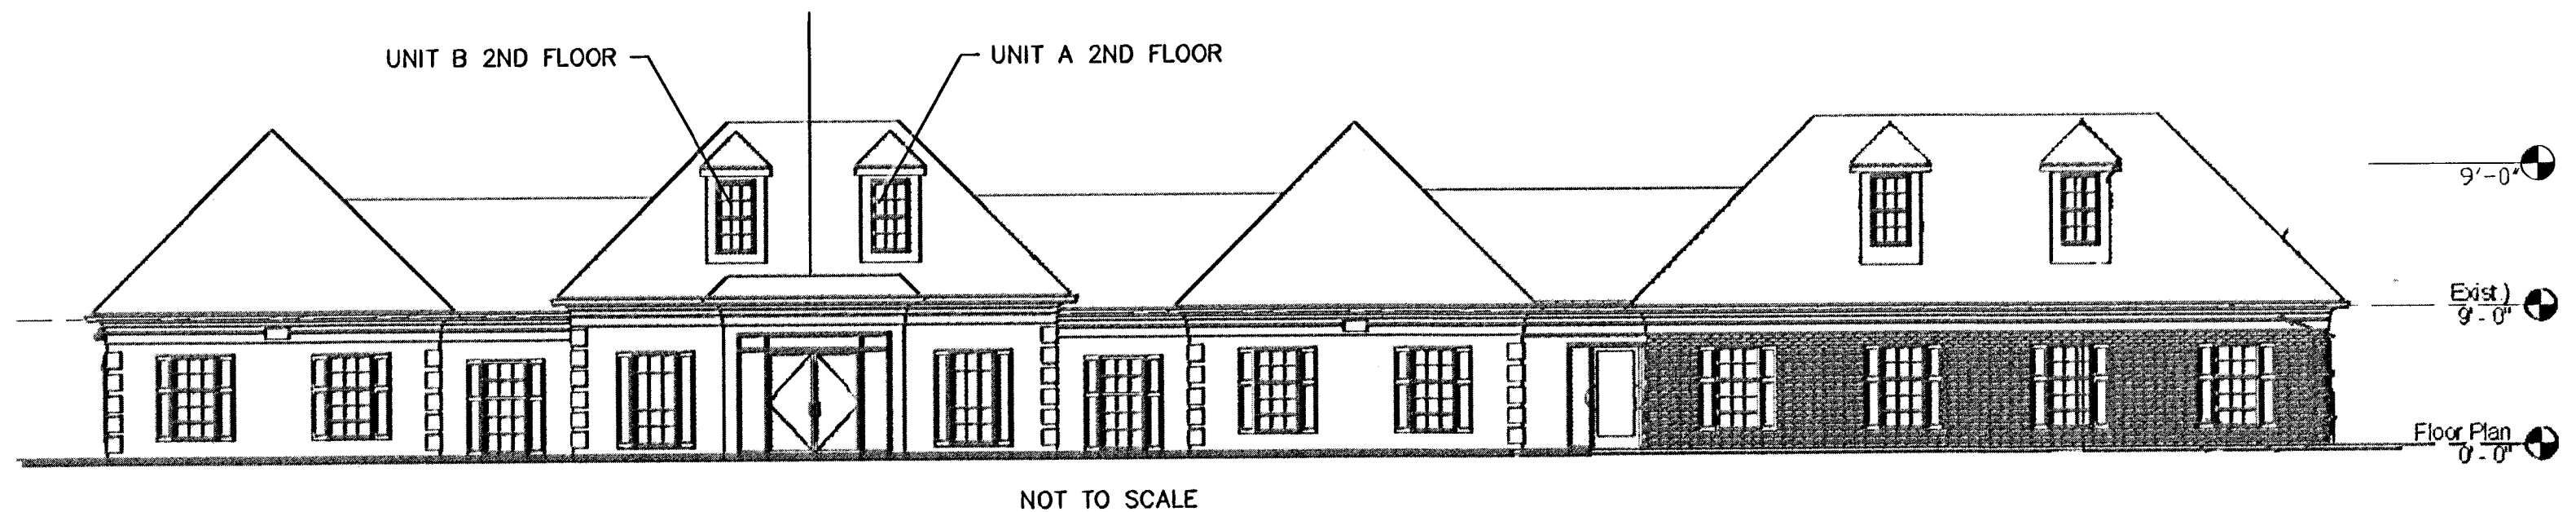 UNIT B 2ND FLOOR
UNIT A 2ND FLOOR
9'-0"
Exist.)
9'-0"
Floor Plan
0'-0"
NOT TO SCALE